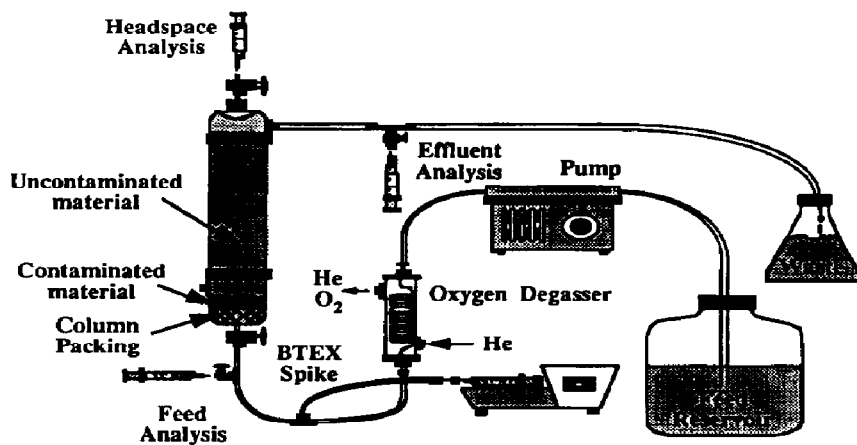 Headspace
Analysis
Uncontaminated
material
Contaminated
material
Column
Packing
Feed
Analysis
BTEX
Spike
He
O2
Oxygen Degasser
He
Effluent
Analysis
Pump